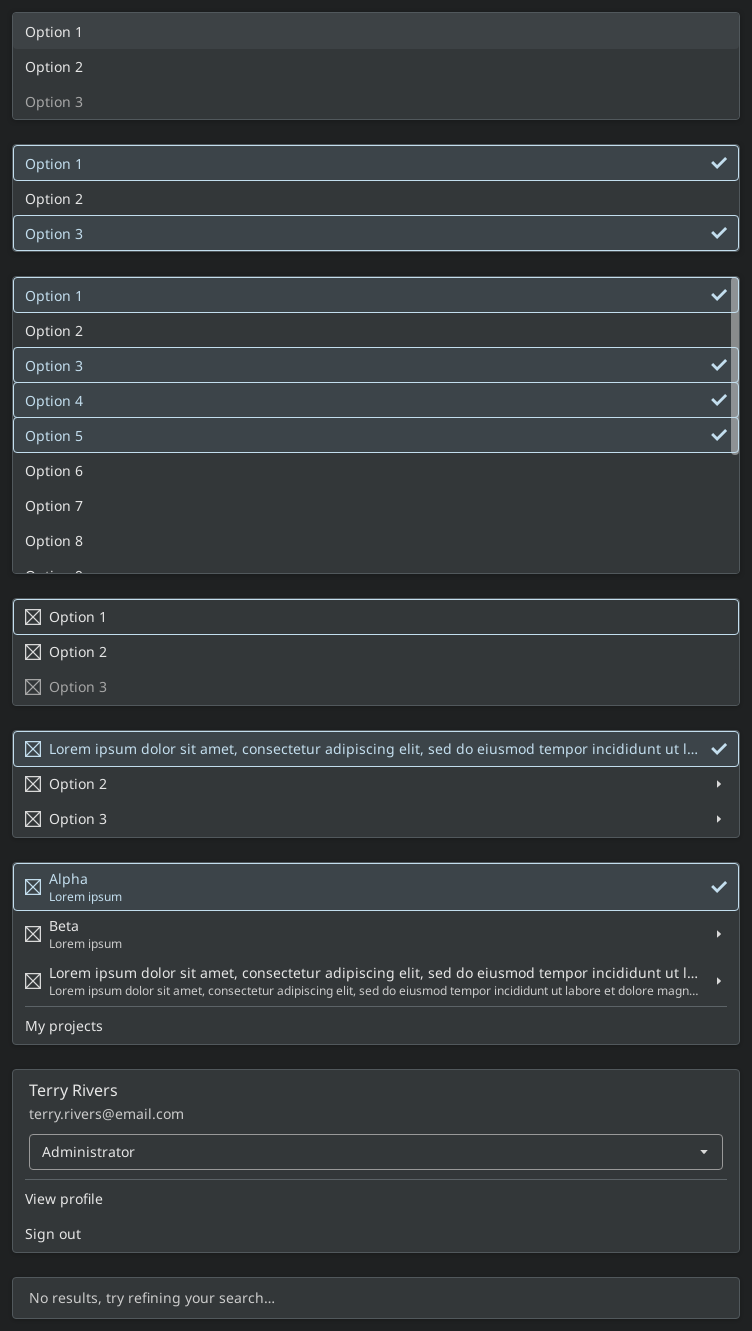 Option 1
Option 2
Option 3
Option 1
Option 2
Option 3
Option 1
Option 2
Option 3
Option 4
Option 5
Option 6
Option 7
Option 8
Option 1
Option 2
Option 3
Lorem ipsum dolor sit amet, consectetur adipiscing elit, sed do eiusmod tempor incididunt ut l...
Option 2
Option 3
Alpha
Lorem ipsum
Beta
Lorem ipsum
Lorem ipsum dolor sit amet, consectetur adipiscing elit, sed do eiusmod tempor incididunt ut l...
Lorem ipsum dolor sit amet, consectetur adipiscing elit, sed do eiusmod tempor incididunt ut labore et dolore magn...
My projects
Terry Rivers
terry.rivers@email.com
Administrator
View profile
Sign out
No results, try refining your search...